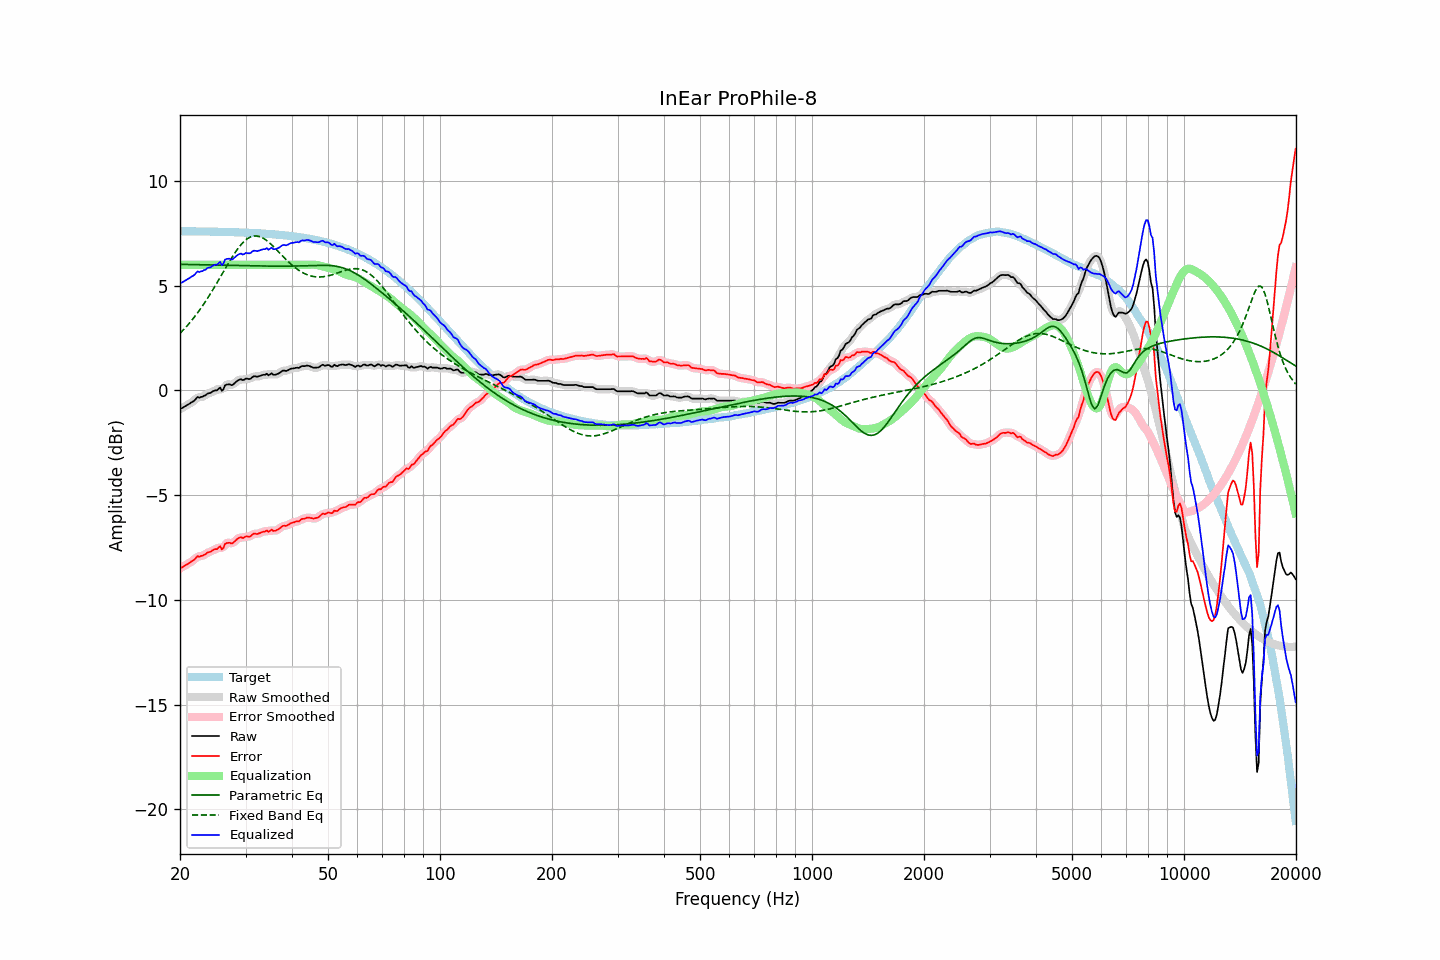 InEar ProPhile-8
Amplitude (dBr)
10
5
0
−5
−10
−15
−20
Target
Raw Smoothed
Error Smoothed
Raw
Error
Equalization
Parametric Eq
Fixed Band Eq
Equalized
20 50 100 200 500 1000 2000 5000 10000 20000
Frequency (Hz)